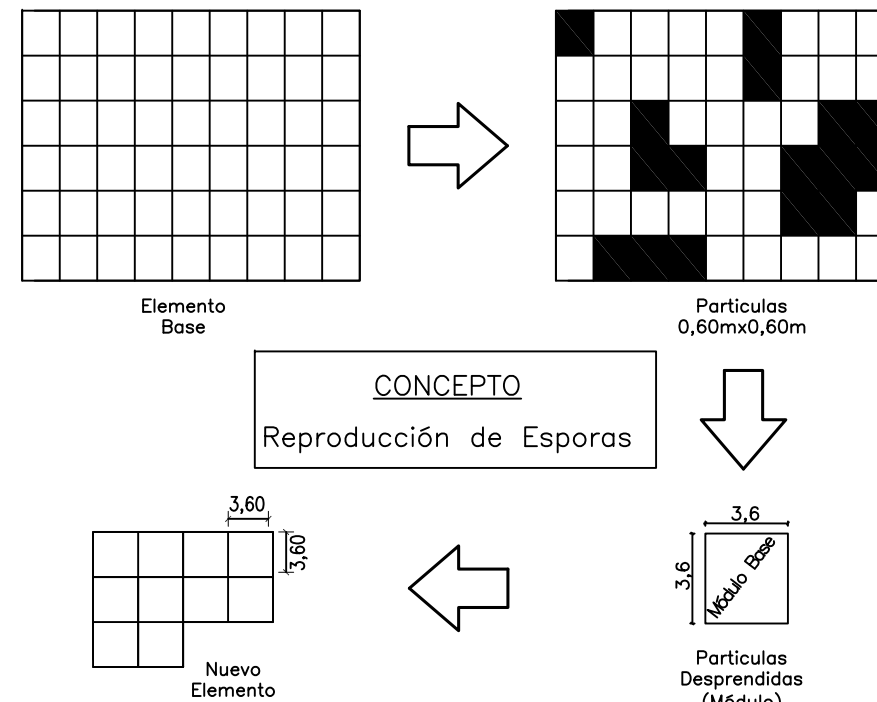 Elemento
Base
Particulas
0,60mx0,60m
CONCEPTO
Reproducción de Esporas
3,60
3,60
Nuevo
Elemento
3,6
3,6
Módulo Base
Particulas
Desprendidas
(Módulo)